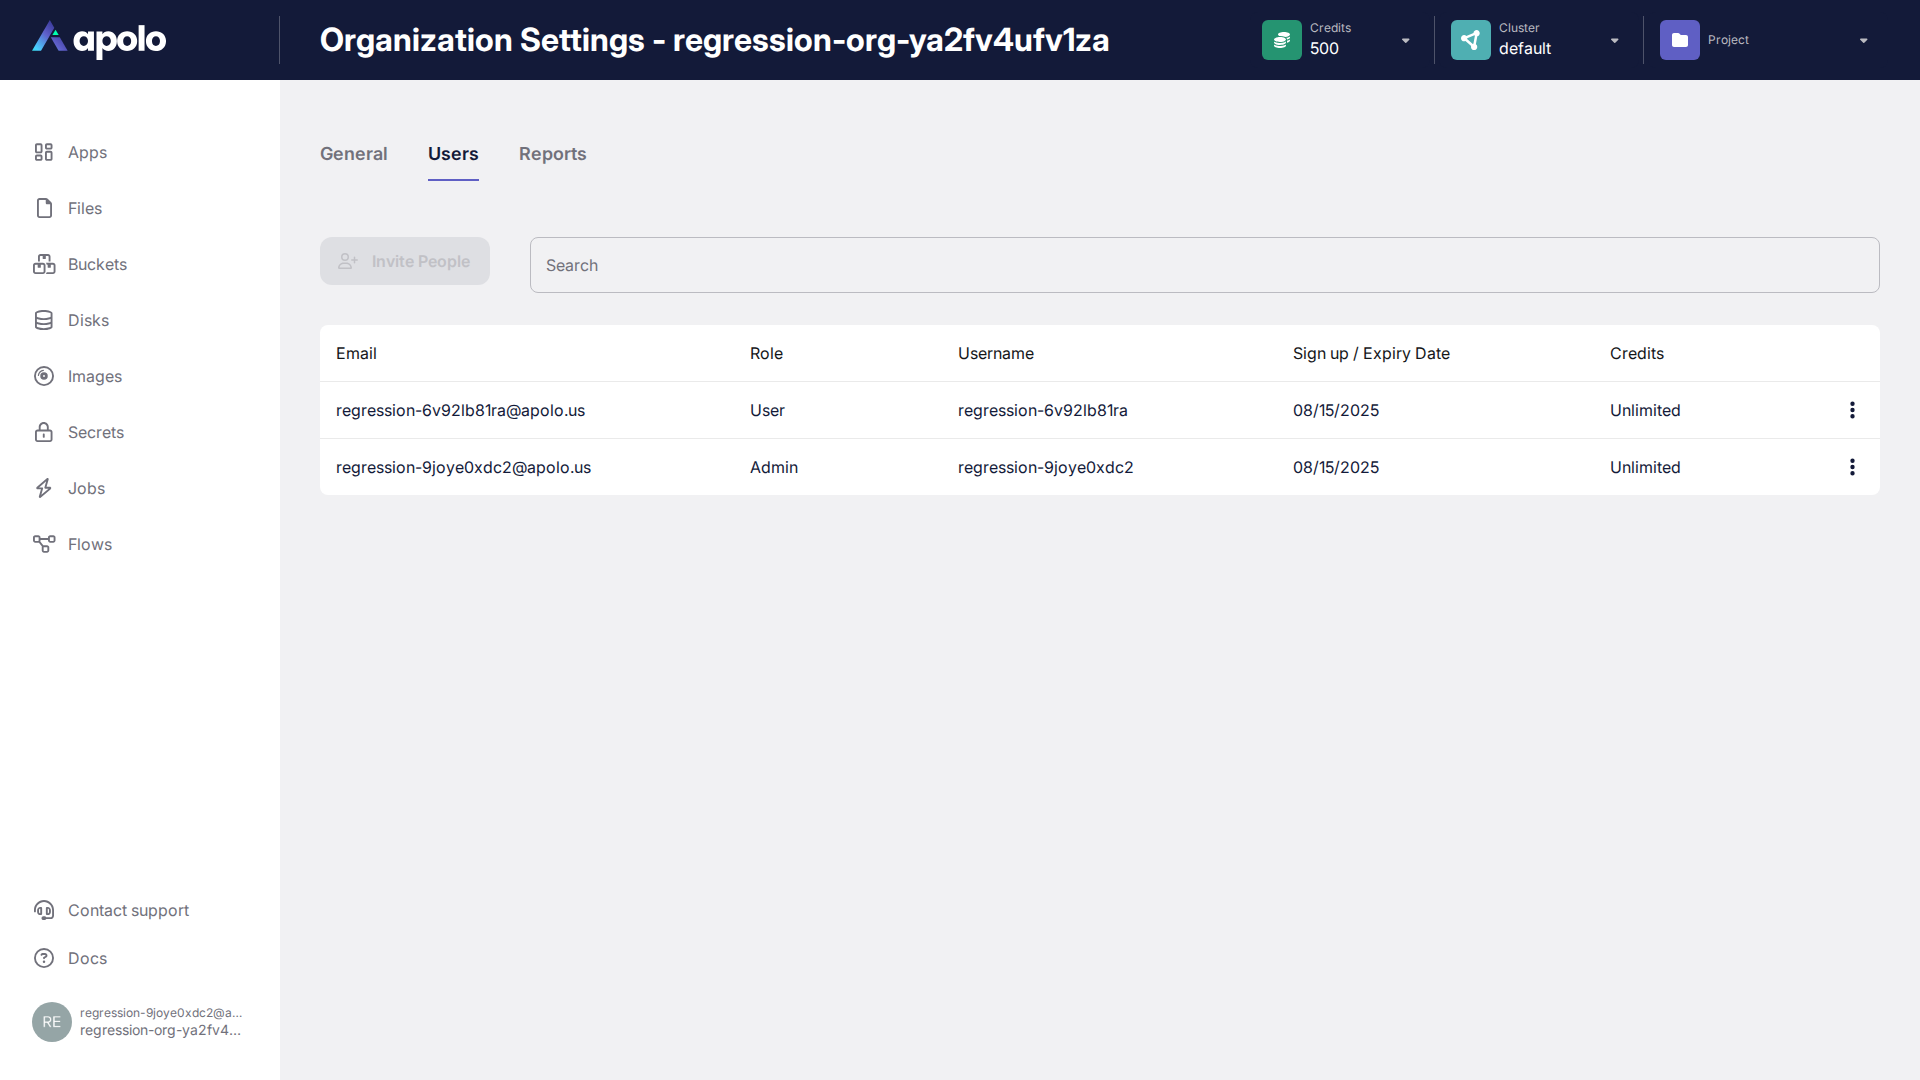 apolo
Organization Settings - regression-org-ya2fv4ufv1za
Credits
500
Cluster
default
Project
Apps
Files
Buckets
Disks
Images
Secrets
Jobs
Flows
Contact support
Docs
RE
regression-9joye0xdc2@a...
regression-org-ya2fv4...
General
Users
Reports
Invite People
Search
Email Role Username Sign up / Expiry Date Credits
regression-6v92lb81ra@apolo.us User regression-6v92lb81ra 08/15/2025 Unlimited
regression-9joye0xdc2@apolo.us Admin regression-9joye0xdc2 08/15/2025 Unlimited